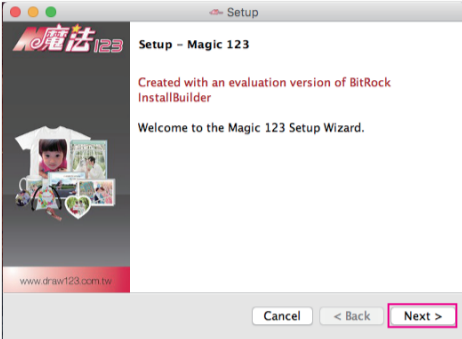 Setup
魔法123
Setup - Magic 123
Created with an evaluation version of BitRock
InstallBuilder
Welcome to the Magic 123 Setup Wizard.
www.draw123.com.tw
Cancel
< Back
Next >